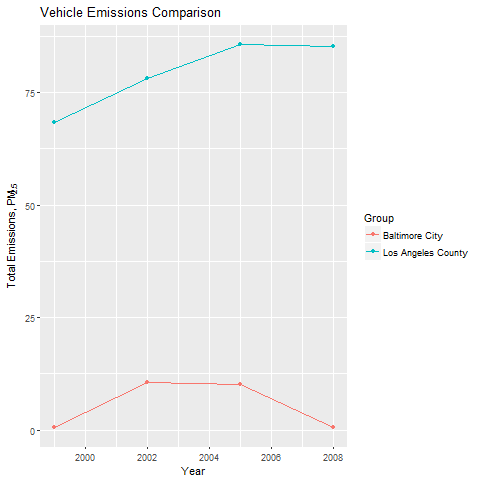 Vehicle Emissions Comparison
Total Emissions, PM2.5
75
50
25
0
2000 2002 2004 2006 2008
Year
Group
Baltimore City
Los Angeles County